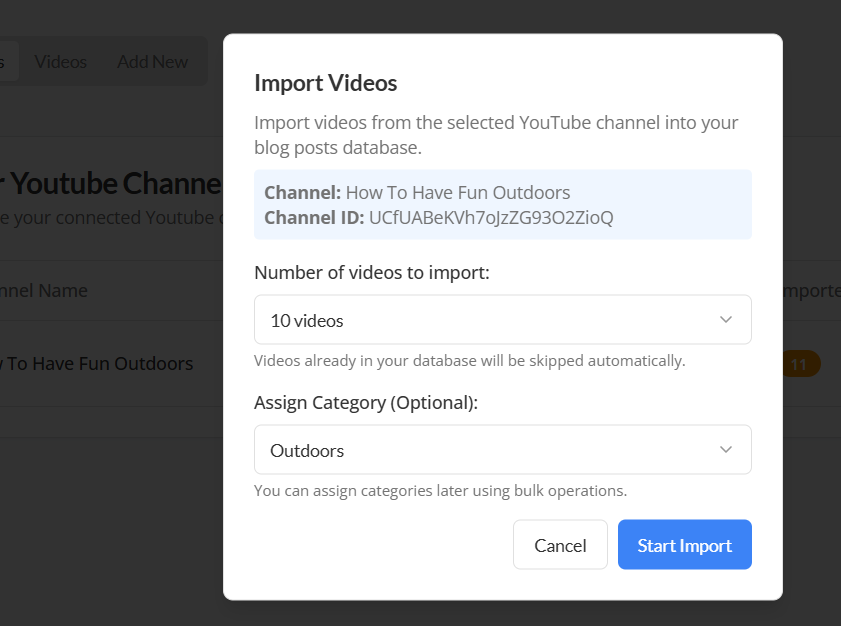 s Videos Add New
Import Videos
Import videos from the selected YouTube channel into your
blog posts database.
r Youtube Channe
e your connected Youtube c
Channel: How To Have Fun Outdoors
Channel ID: UCfUABeKVh7oJzZG93O2ZioQ
Number of videos to import:
nnel Name
mporte
10 videos
Videos already in your database will be skipped automatically.
w To Have Fun Outdoors
11
Assign Category (Optional):
Outdoors
You can assign categories later using bulk operations.
Cancel
Start Import